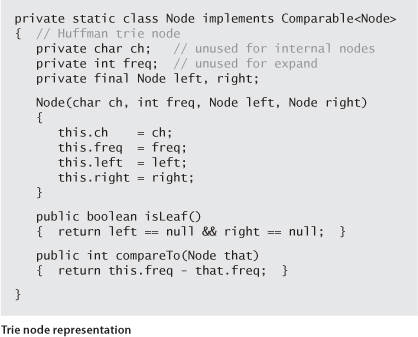 private static class Node implements Comparable<Node>
{  // Huffman trie node
   private char ch;   // unused for internal nodes
   private int freq;  // unused for expand
   private final Node left, right;
   Node(char ch, int freq, Node left, Node right)
   {
      this.ch    = ch;
      this.freq  = freq;
      this.left  = left;
      this.right = right;
   }
   public boolean isLeaf()
   {  return left == null && right == null;  }
   public int compareTo(Node that)
   {  return this.freq - that.freq;  }
}
Trie node representation